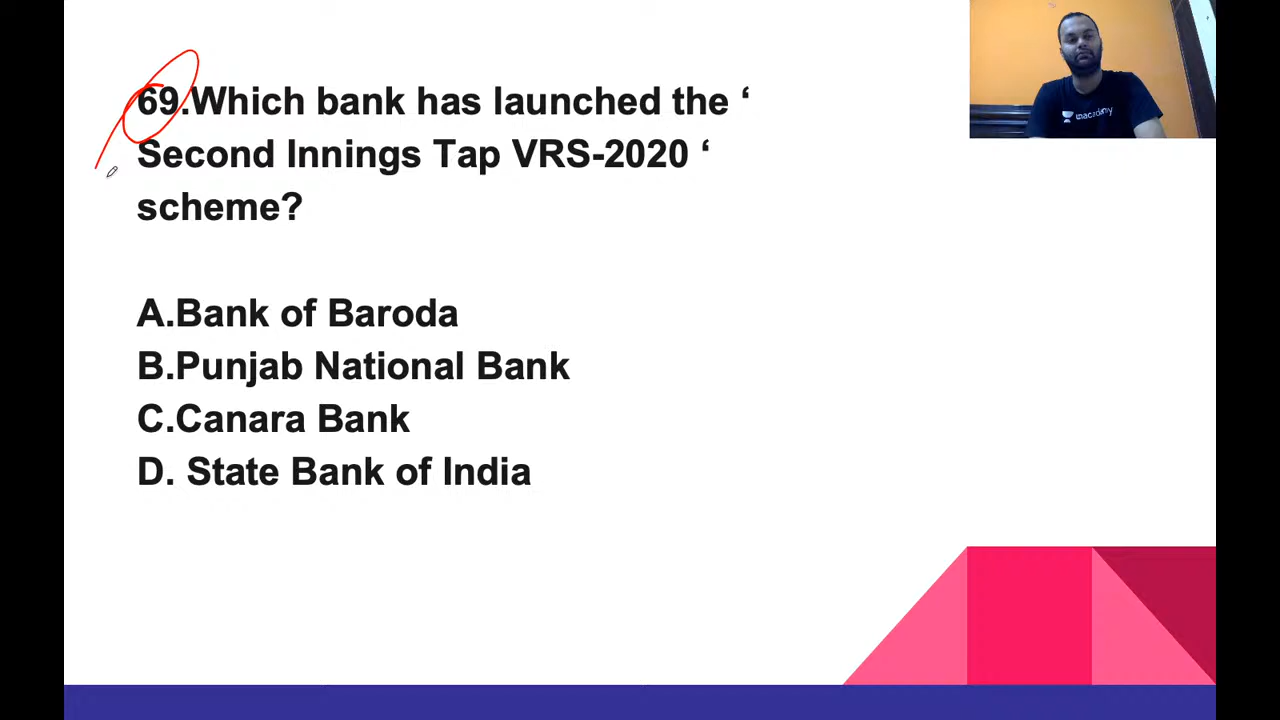 69.Which bank has launched the ‘
Second Innings Tap VRS-2020 ‘
scheme?
A.Bank of Baroda
B.Punjab National Bank
C.Canara Bank
D. State Bank of India
unacademy